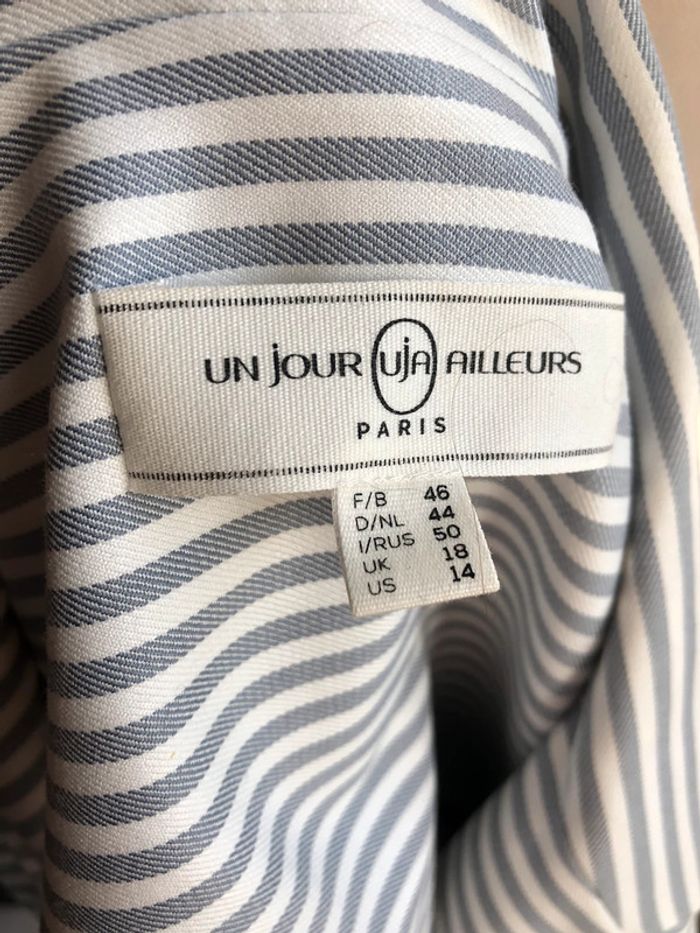 UN jOUR UjA AILLEURS
PARIS
F/B 46
D/NL 44
I/RUS 50
UK 18
US 14